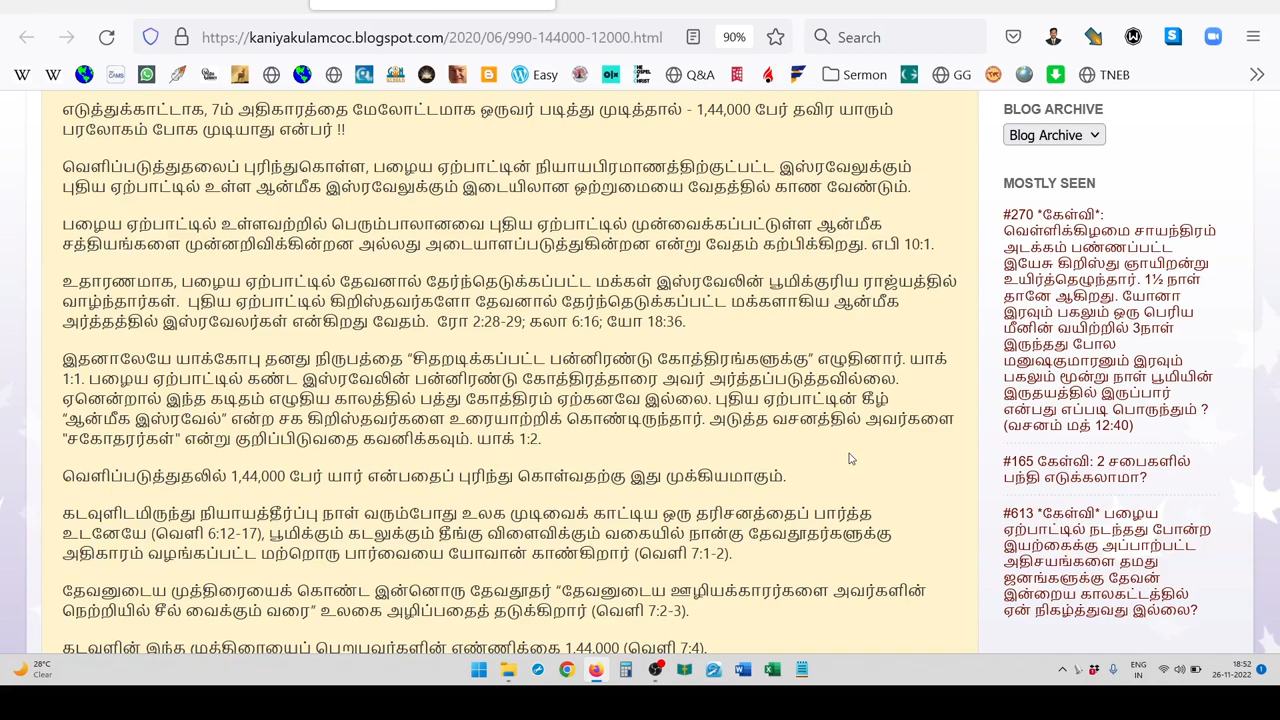 https://kaniyakulamcoc.blogspot.com/2020/06/990-144000-12000.html
90%
Search
Easy
Q&A
Sermon
GG
TNEB
எடுத்துக்காட்டாக, 7ம் அதிகாரத்தை மேலோட்டமாக ஒருவர் படித்து முடித்தால் - 1,44,000 பேர் தவிர யாரும்
பரலோகம் போக முடியாது என்பர் !!
வெளிப்படுத்துதலைப் புரிந்துகொள்ள, பழைய ஏற்பாட்டின் நியாயபிரமாணத்திற்குட்பட்ட இஸ்ரவேலுக்கும்
புதிய ஏற்பாட்டில் உள்ள ஆன்மீக இஸ்ரவேலுக்கும் இடையிலான ஒற்றுமையை வேதத்தில் காண வேண்டும்.
பழைய ஏற்பாட்டில் உள்ளவற்றில் பெரும்பாலானவை புதிய ஏற்பாட்டில் முன்வைக்கப்பட்டுள்ள ஆன்மீக
சத்தியங்களை முன்னறிவிக்கின்றன அல்லது அடையாளப்படுத்துகின்றன என்று வேதம் கற்பிக்கிறது. எபி 10:1.
உதாரணமாக, பழைய ஏற்பாட்டில் தேவனால் தேர்ந்தெடுக்கப்பட்ட மக்கள் இஸ்ரவேலின் பூமிக்குரிய ராஜ்யத்தில்
வாழ்ந்தார்கள். புதிய ஏற்பாட்டில் கிறிஸ்தவர்களோ தேவனால் தேர்ந்தெடுக்கப்பட்ட மக்களாகிய ஆன்மீக
அர்த்தத்தில் இஸ்ரவேலர்கள் என்கிறது வேதம். ரோ 2:28-29; கலா 6:16; யோ 18:36.
இதனாலேயே யாக்கோபு தனது நிருபத்தை “சிதறடிக்கப்பட்ட பன்னிரண்டு கோத்திரங்களுக்கு” எழுதினார். யாக்
1:1. பழைய ஏற்பாட்டில் கண்ட இஸ்ரவேலின் பன்னிரண்டு கோத்திரத்தாரை அவர் அர்த்தப்படுத்தவில்லை.
ஏனென்றால் இந்த கடிதம் எழுதிய காலத்தில் பத்து கோத்திரம் ஏற்கனவே இல்லை. புதிய ஏற்பாட்டின் கீழ்
“ஆன்மீக இஸ்ரவேல்” என்ற சக கிறிஸ்தவர்களை உரையாற்றிக் கொண்டிருந்தார். அடுத்த வசனத்தில் அவர்களை
"சகோதரர்கள்" என்று குறிப்பிடுவதை கவனிக்கவும். யாக் 1:2.
வெளிப்படுத்துதலில் 1,44,000 பேர் யார் என்பதைப் புரிந்து கொள்வதற்கு இது முக்கியமாகும்.
கடவுளிடமிருந்து நியாயத்தீர்ப்பு நாள் வரும்போது உலக முடிவைக் காட்டிய ஒரு தரிசனத்தைப் பார்த்த
உடனேயே (வெளி 6:12-17), பூமிக்கும் கடலுக்கும் தீங்கு விளைவிக்கும் வகையில் நான்கு தேவதூதர்களுக்கு
அதிகாரம் வழங்கப்பட்ட மற்றொரு பார்வையை யோவான் காண்கிறார் (வெளி 7:1-2).
தேவனுடைய முத்திரையைக் கொண்ட இன்னொரு தேவதூதர் “தேவனுடைய ஊழியக்காரர்களை அவர்களின்
நெற்றியில் சீல் வைக்கும் வரை” உலகை அழிப்பதைத் தடுக்கிறார் (வெளி 7:2-3).
கடவுளின் இந்த முத்திரையைப் பெறுபவர்களின் எண்ணிக்கை 1,44,000 (வெளி 7:4).
BLOG ARCHIVE
Blog Archive
MOSTLY SEEN
#270 *கேள்வி*:
வெள்ளிக்கிழமை சாயந்திரம்
அடக்கம் பண்ணப்பட்ட
இயேசு கிறிஸ்து ஞாயிறன்று
உயிர்த்தெழுந்தார். 1½ நாள்
தானே ஆகிறது. யோனா
இரவும் பகலும் ஒரு பெரிய
மீனின் வயிற்றில் 3நாள்
இருந்தது போல
மனுஷகுமாரனும் இரவும்
பகலும் மூன்று நாள் பூமியின்
இருதயத்தில் இருப்பார்
என்பது எப்படி பொருந்தும் ?
(வசனம் மத் 12:40)
#165 கேள்வி: 2 சபைகளில்
பந்தி எடுக்கலாமா?
#613 *கேள்வி* பழைய
ஏற்பாட்டில் நடந்தது போன்ற
இயற்கைக்கு அப்பாற்பட்ட
அதிசயங்களை தமது
ஜனங்களுக்கு தேவன்
இன்றைய காலகட்டத்தில்
ஏன் நிகழ்த்துவது இல்லை?
28°C
Clear
ENG
IN
18:52
26-11-2022